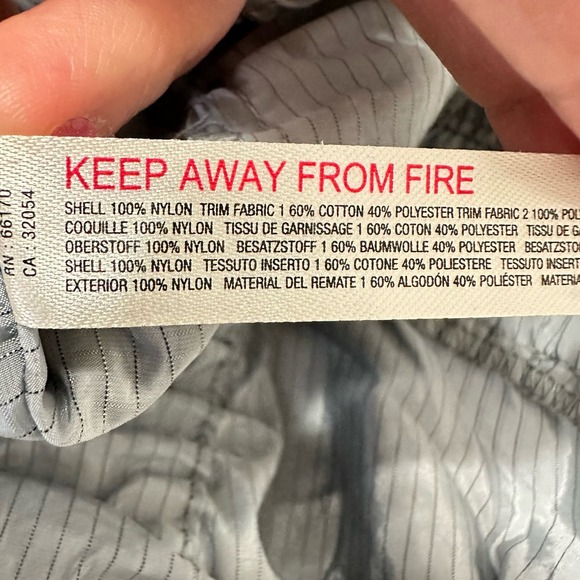 KEEP AWAY FROM FIRE
SHELL 100% NYLON TRIM FABRIC 1 60% COTTON 40% POLYESTER TRIM FABRIC 2 100%
COQUILLE 100% NYLON TISSU DE GARNISSAGE 1 60% COTON 40% POLYESTER TISSU DE
OBERSTOFF 100% NYLON BESATZSTOFF 1 60% BAUMWOLLE 40% POLYESTER
SHELL 100% NYLON TESSUTO INSERTO 1 60% COTONE 40% POLIESTERE TESSUTO INSERT
EXTERIOR 100% NYLON MATERIAL DEL REMATE 1 60% ALGODÓN 40% POLIÉSTER
RN 66170
CA 32054